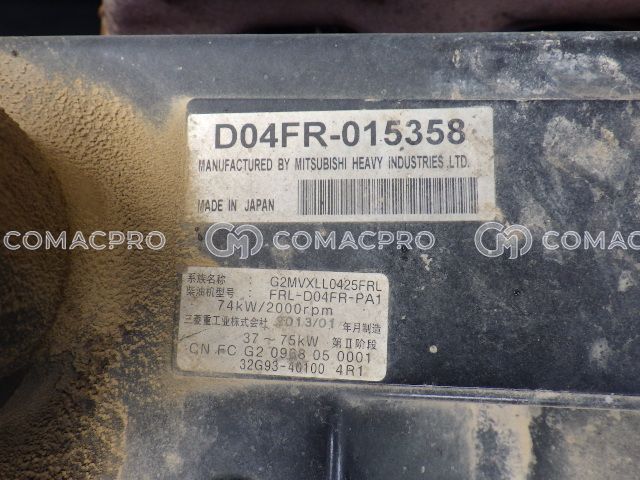 D04FR-015358
MANUFACTURED BY MITSUBISHI HEAVY INDUSTRIES, LTD.
MADE IN JAPAN
COMACPRO COMACPRO
系族名称： G2MVXLL0425FRL
柴油机型号： FRL-D04FR-PA1
74kW/2000rpm
三菱重工业株式会社 2013/01 年月制造
37～75kW 第Ⅱ阶段
CN FC G2 0968 05 0001
32G93-40100 4R1